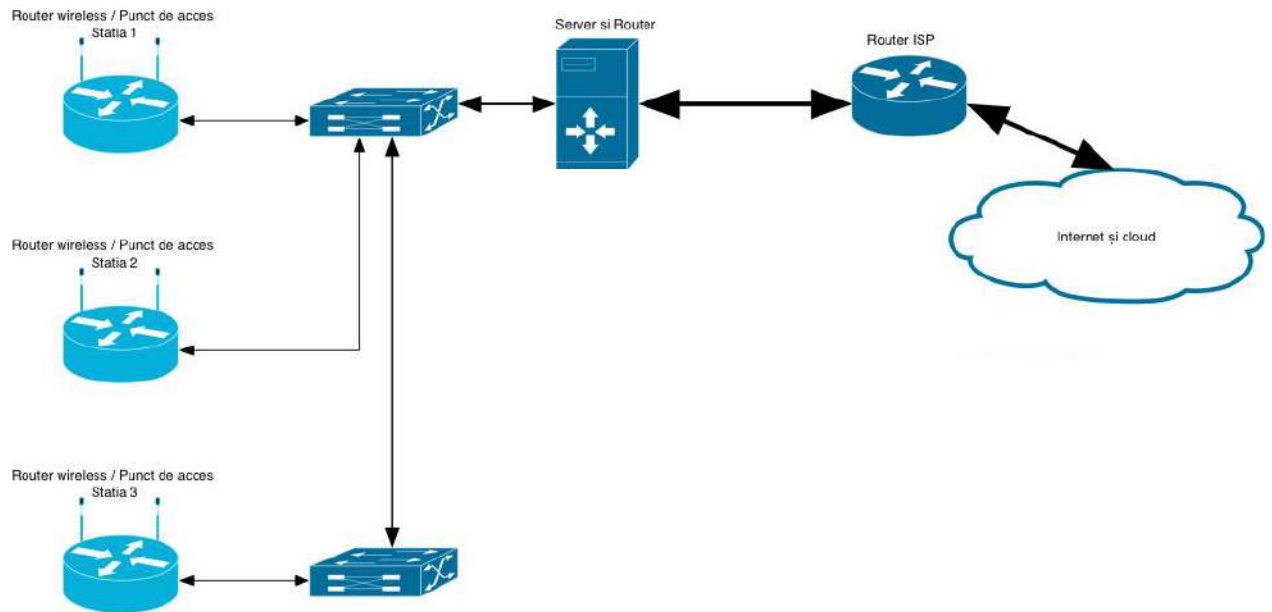 Router wireless / Punct de acces
Statia 1
Server si Router
Router ISP
Internet și cloud
Router wireless / Punct de acces
Statia 2
Router wireless / Punct de acces
Statia 3